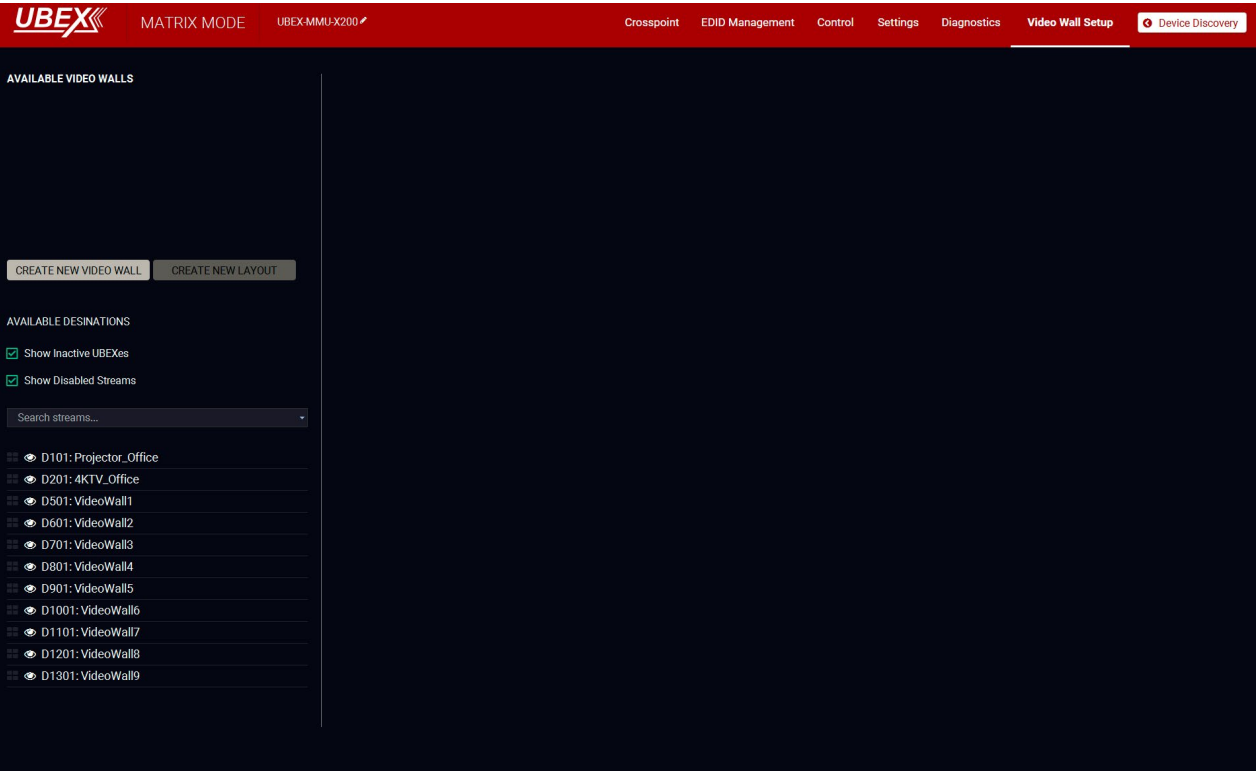 UBEX MATRIX MODE UBEX-MMU-X200 Crosspoint EDID Management Control Settings Diagnostics Video Wall Setup Device Discovery
AVAILABLE VIDEO WALLS
CREATE NEW VIDEO WALL CREATE NEW LAYOUT
AVAILABLE DESINATIONS
Show Inactive UBEXes
Show Disabled Streams
Search streams...
D101: Projector_Office
D201: 4KTV_Office
D501: VideoWall1
D601: VideoWall2
D701: VideoWall3
D801: VideoWall4
D901: VideoWall5
D1001: VideoWall6
D1101: VideoWall7
D1201: VideoWall8
D1301: VideoWall9